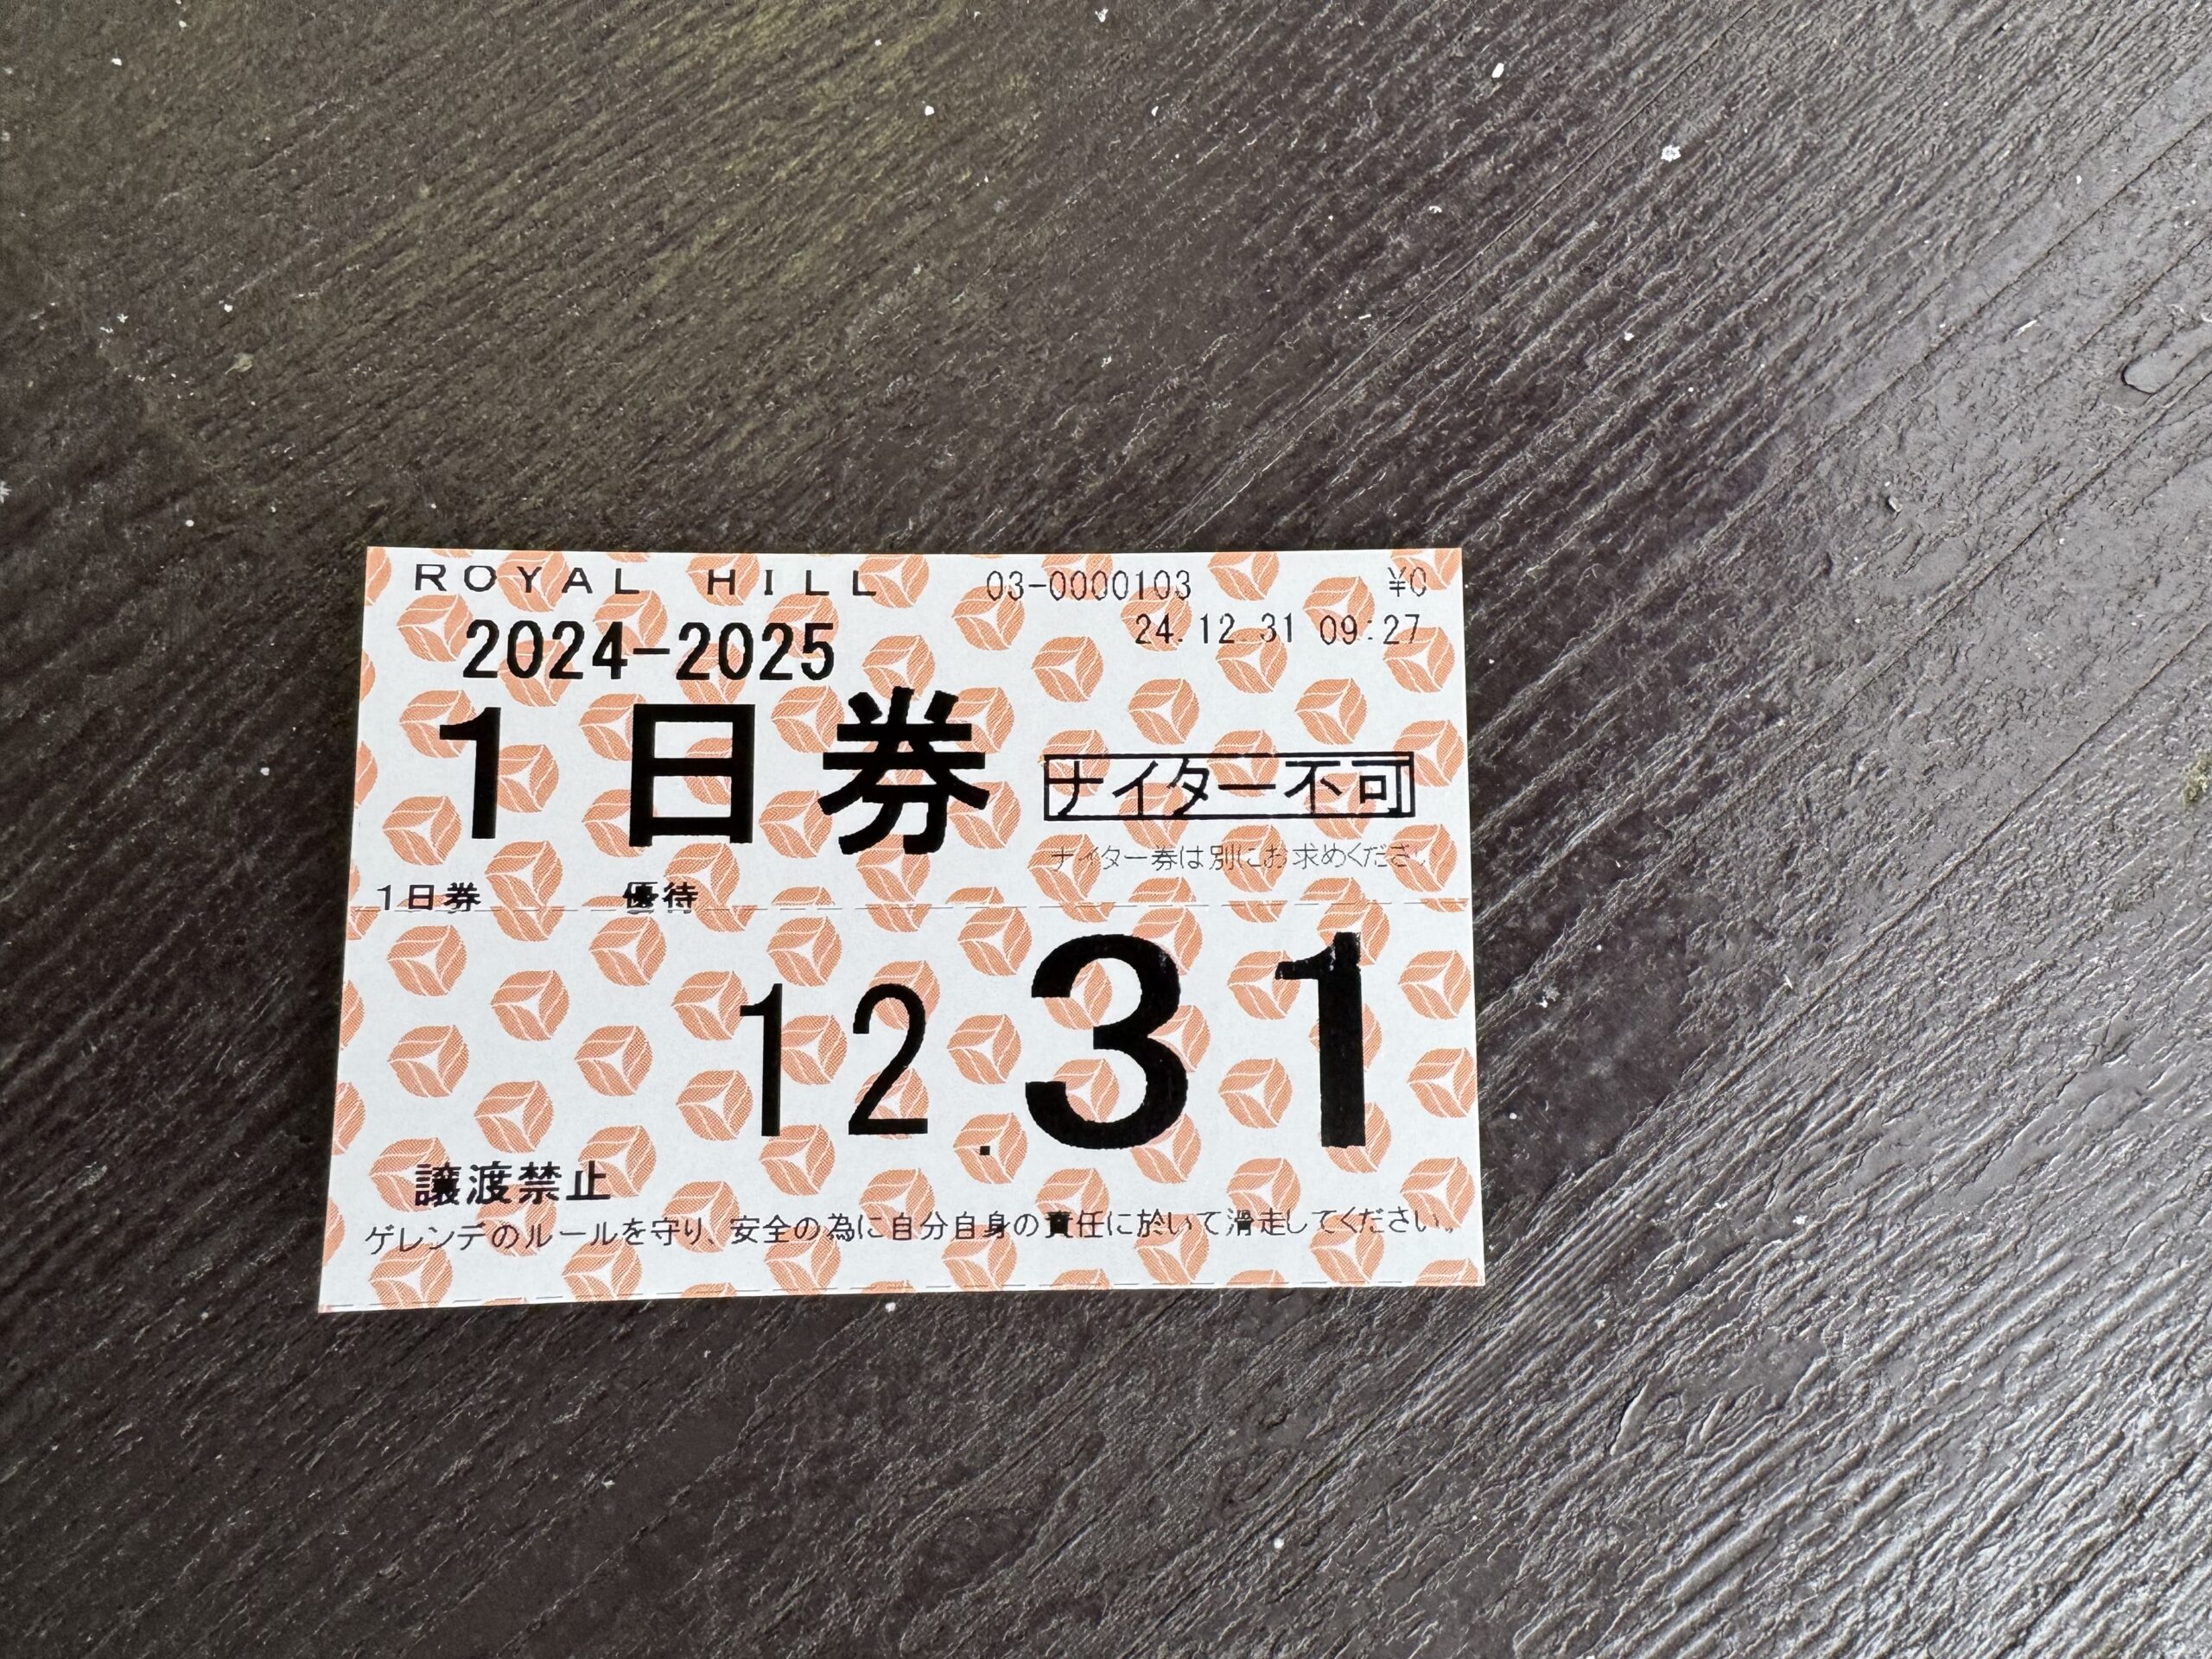 ROYAL HILL 03-0000103 ¥0
2024-2025 24.12.31 09:27
1日券
ナイター不可
ナイター券は別にお求めください
1日券 優待
12.31
譲渡禁止
ゲレンデのルールを守り、安全の為に自分自身の責任に於いて滑走してください。